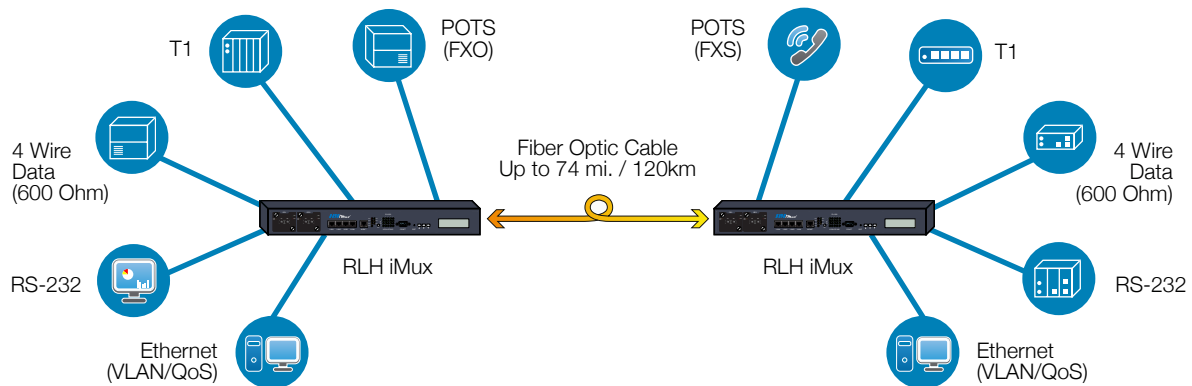 POTS
(FXO)
T1
4 Wire
Data
(600 Ohm)
RS-232
Ethernet
(VLAN/QoS)
RLH iMux
Fiber Optic Cable
Up to 74 mi. / 120km
POTS
(FXS)
T1
4 Wire
Data
(600 Ohm)
RS-232
Ethernet
(VLAN/QoS)
RLH iMux